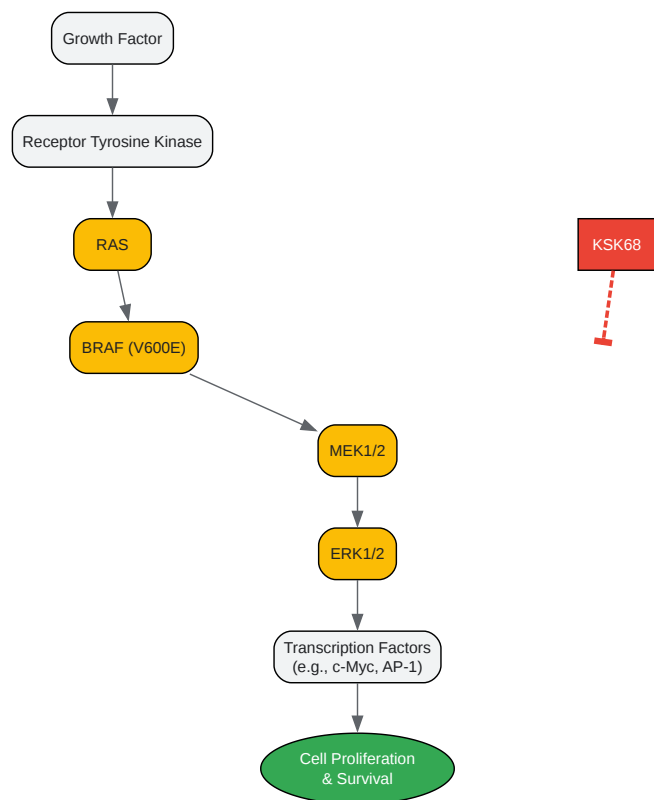 Growth Factor
Receptor Tyrosine Kinase
RAS
KSK68
BRAF (V600E)
MEK1/2
ERK1/2
Transcription Factors
(e.g., c-Myc, AP-1)
Cell Proliferation
& Survival